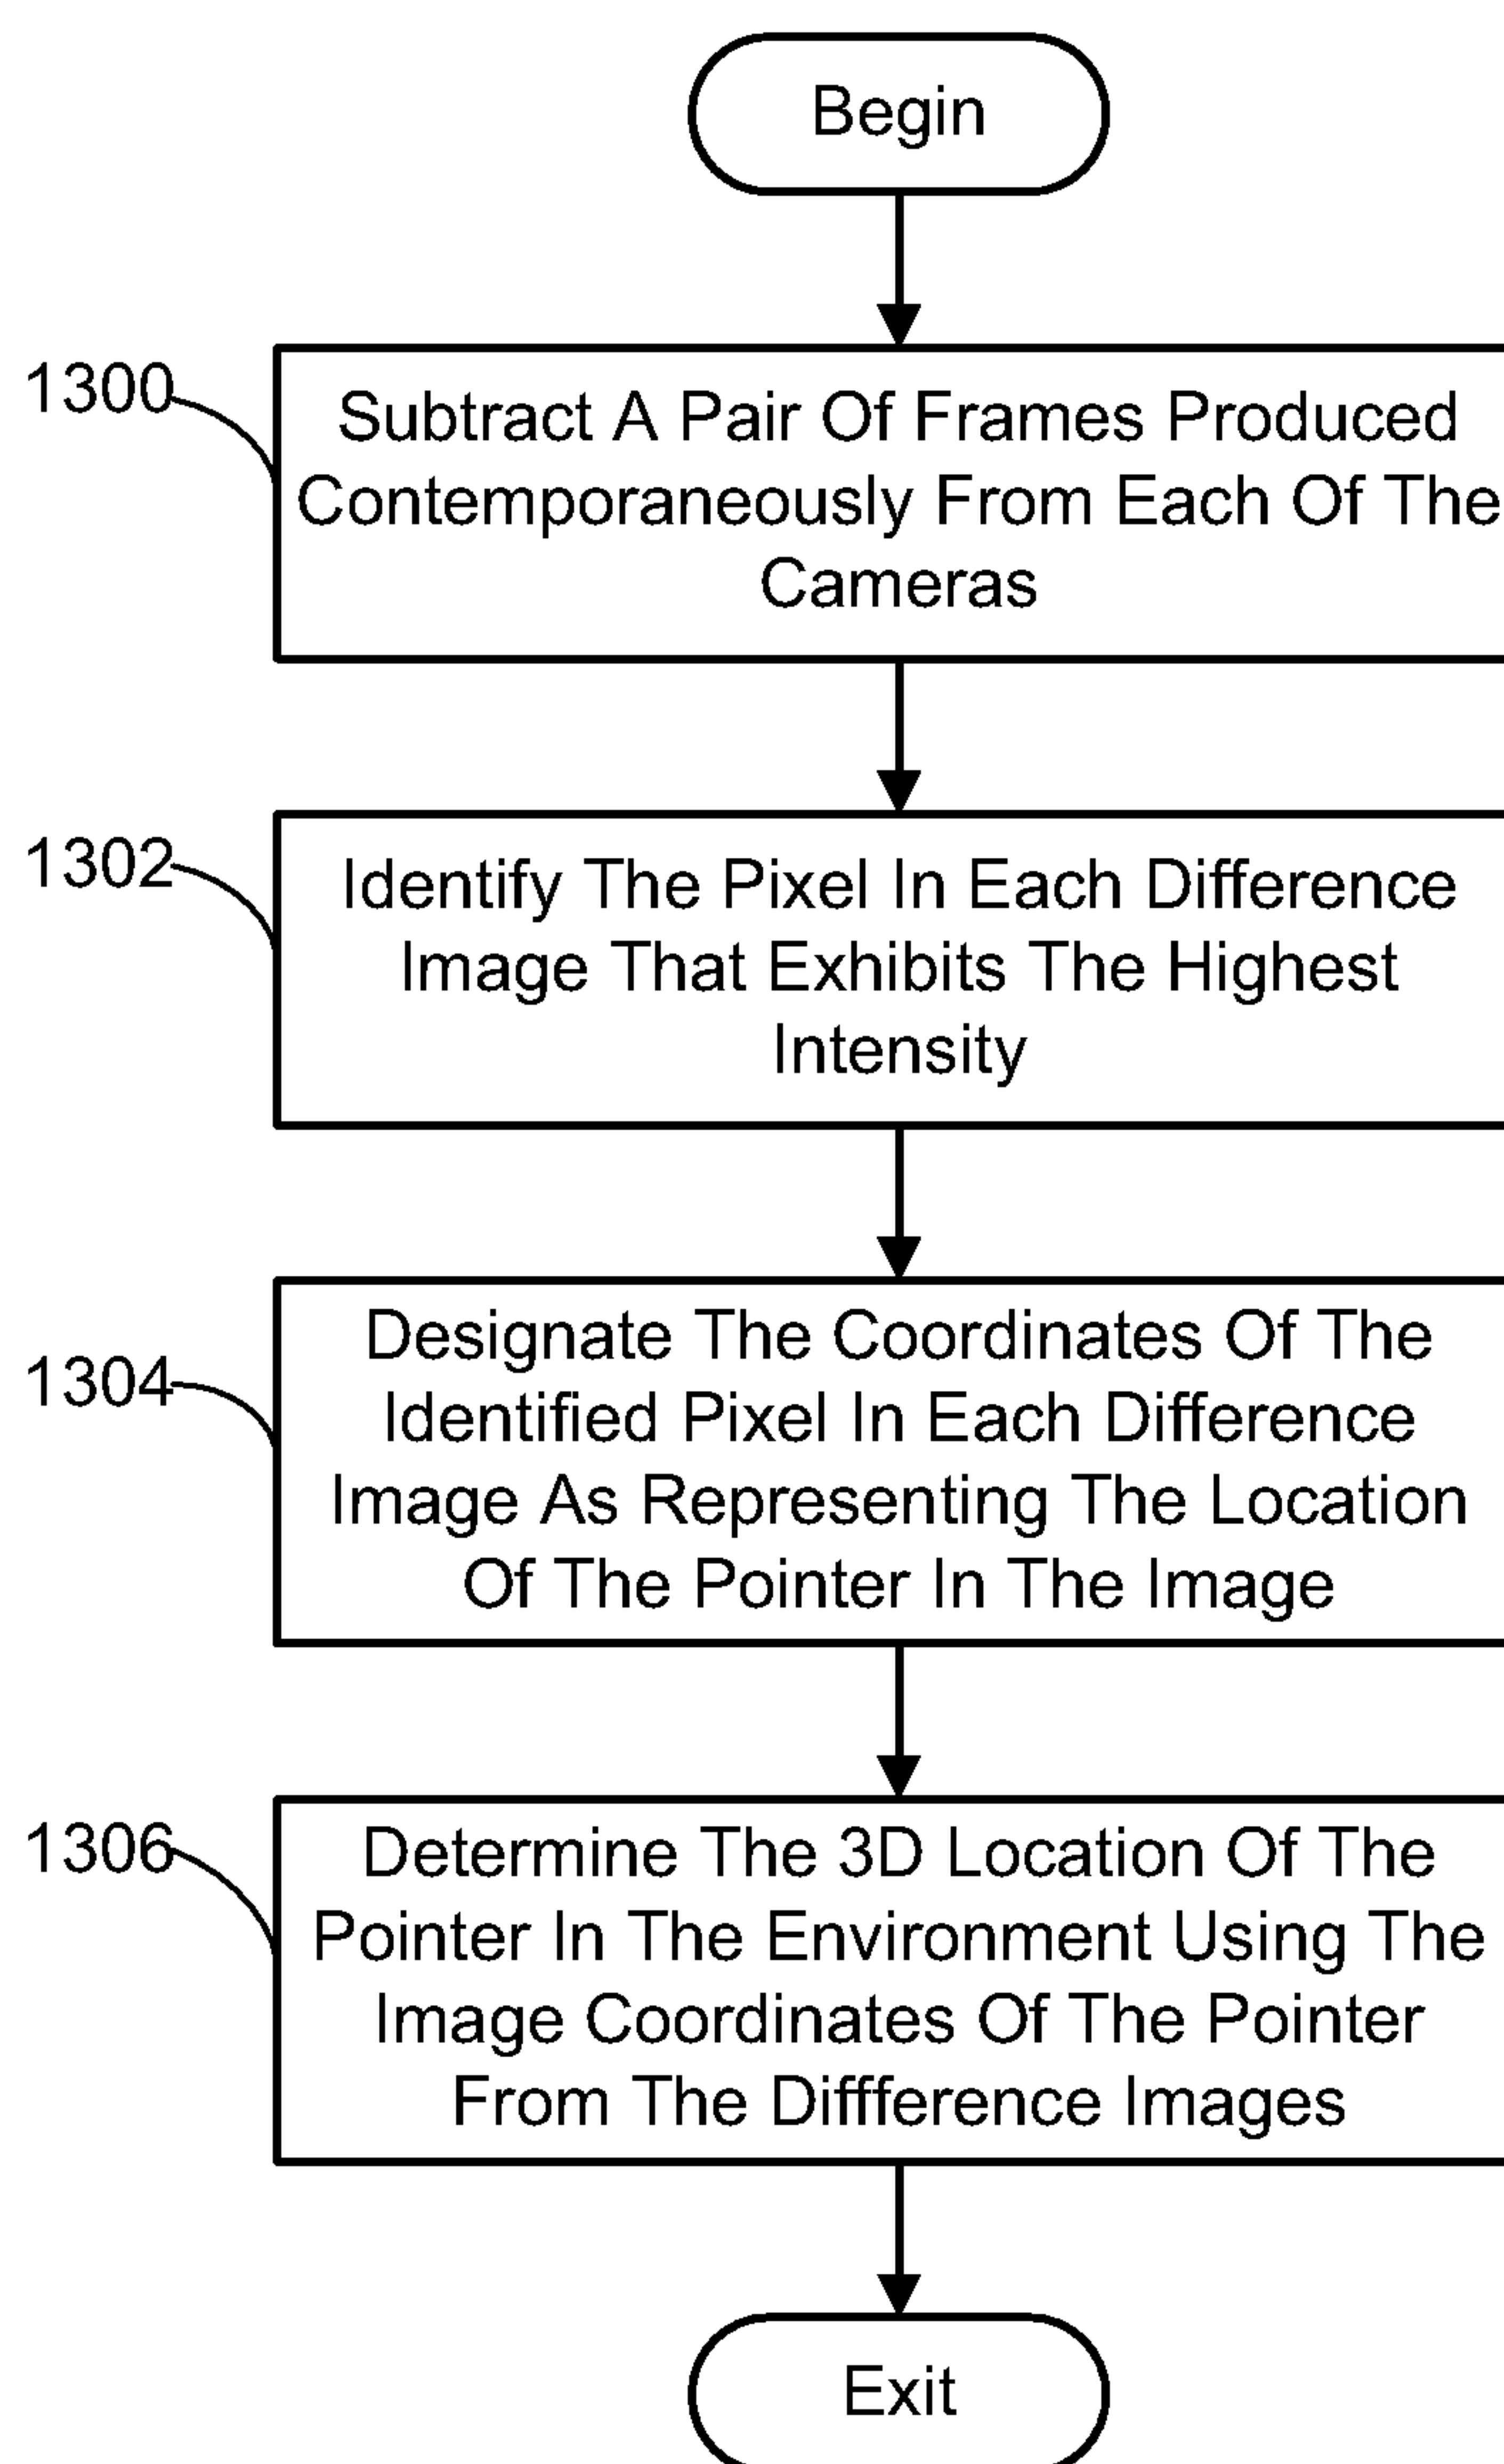 Begin
1300
Subtract A Pair Of Frames Produced
Contemporaneously From Each Of The
Cameras
1302
Identify The Pixel In Each Difference
Image That Exhibits The Highest
Intensity
1304
Designate The Coordinates Of The
Identified Pixel In Each Difference
Image As Representing The Location
Of The Pointer In The Image
1306
Determine The 3D Location Of The
Pointer In The Environment Using The
Image Coordinates Of The Pointer
From The Diffference Images
Exit